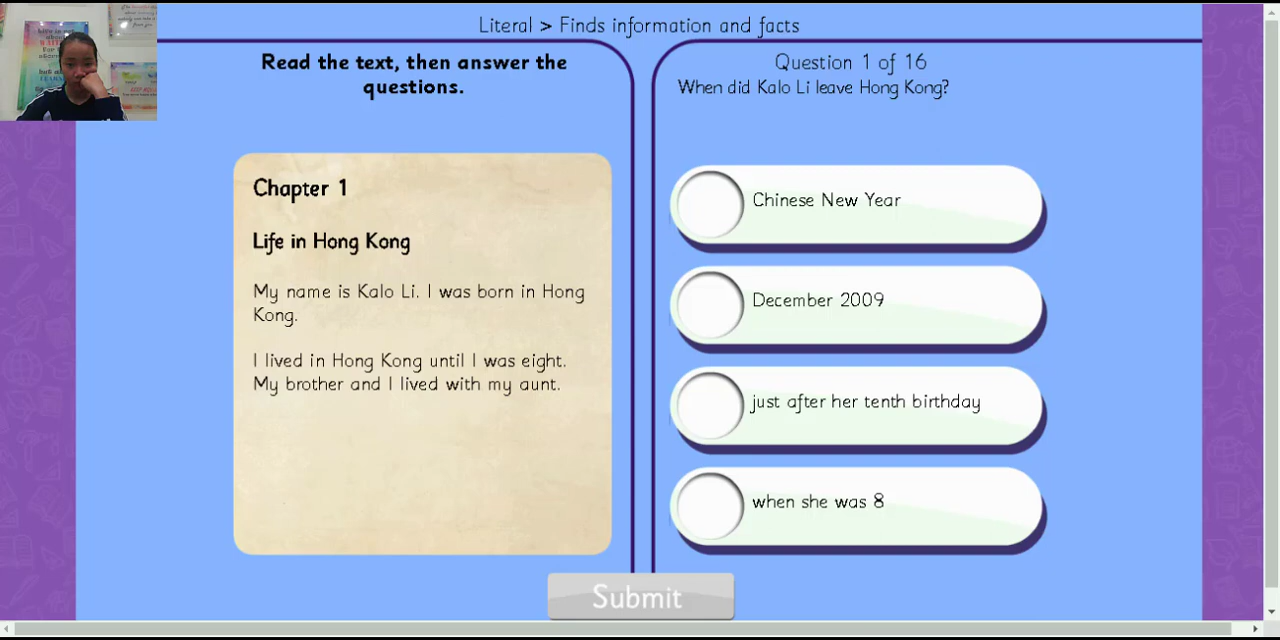 Literal > Finds information and facts
Read the text, then answer the
questions.
Chapter 1
Life in Hong Kong
My name is Kalo Li. I was born in Hong
Kong.
I lived in Hong Kong until I was eight.
My brother and I lived with my aunt.
Question 1 of 16
When did Kalo Li leave Hong Kong?
Chinese New Year
December 2009
just after her tenth birthday
when she was 8
Submit